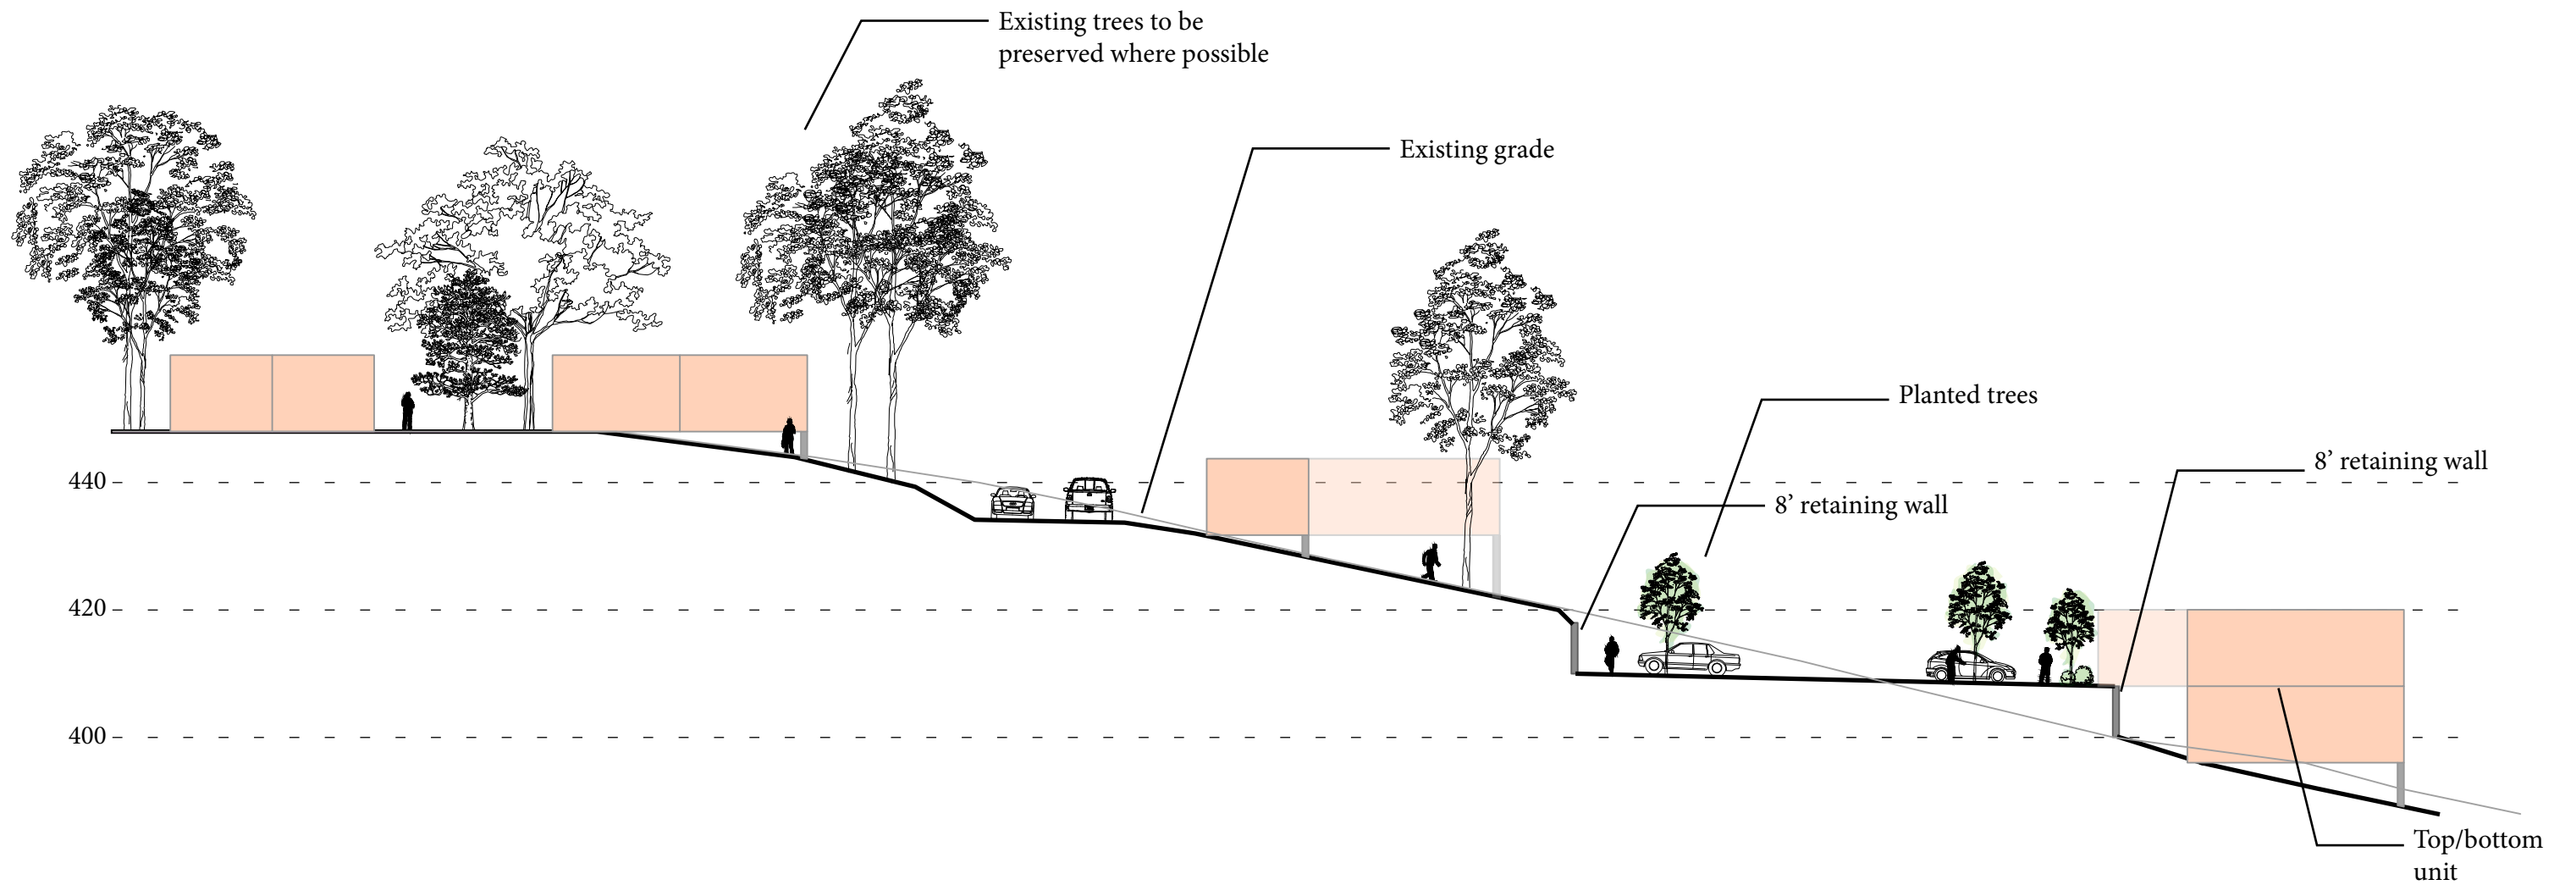 Existing trees to be
preserved where possible
Existing grade
Planted trees
8’ retaining wall
8’ retaining wall
440
420
400
Top/bottom
unit